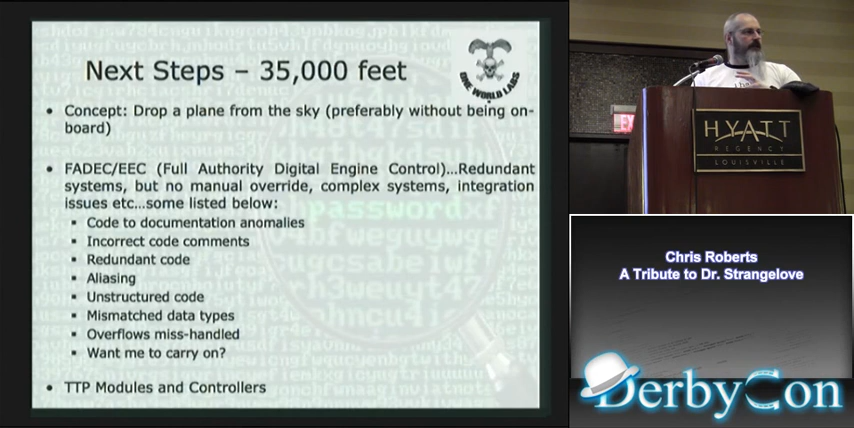 Next Steps – 35,000 feet
ONE WORLD LABS
• Concept: Drop a plane from the sky (preferably without being on-
board)
• FADEC/EEC (Full Authority Digital Engine Control)...Redundant
systems, but no manual override, complex systems, integration
issues etc...some listed below:
▪ Code to documentation anomalies
▪ Incorrect code comments
▪ Redundant code
▪ Aliasing
▪ Unstructured code
▪ Mismatched data types
▪ Overflows miss-handled
▪ Want me to carry on?
• TTP Modules and Controllers
password
HYATT
REGENCY
LOUISVILLE
Chris Roberts
A Tribute to Dr. Strangelove
DerbyCon